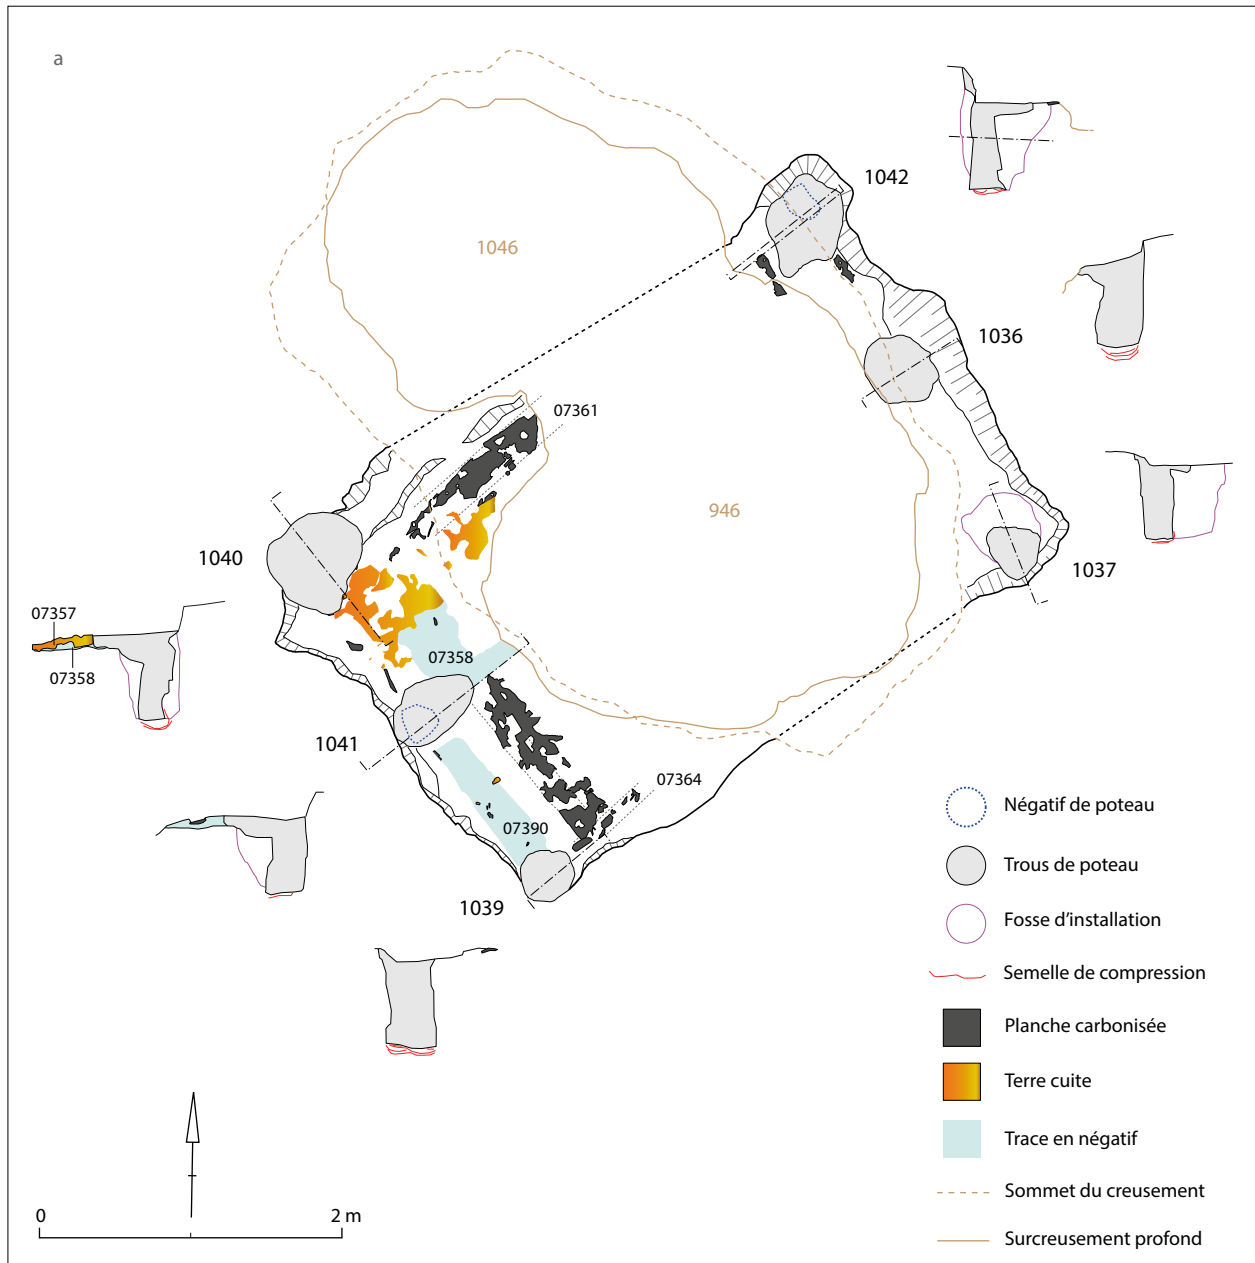 a
1042
1046
1036
07361
946
1040
1037
07357
07358
07358
1041
07364
07390
1039
Négatif de poteau
Trous de poteau
Fosse d'installation
Semelle de compression
Planche carbonisée
Terre cuite
Trace en négatif
Sommet du creusement
Surcreusement profond
0 2 m